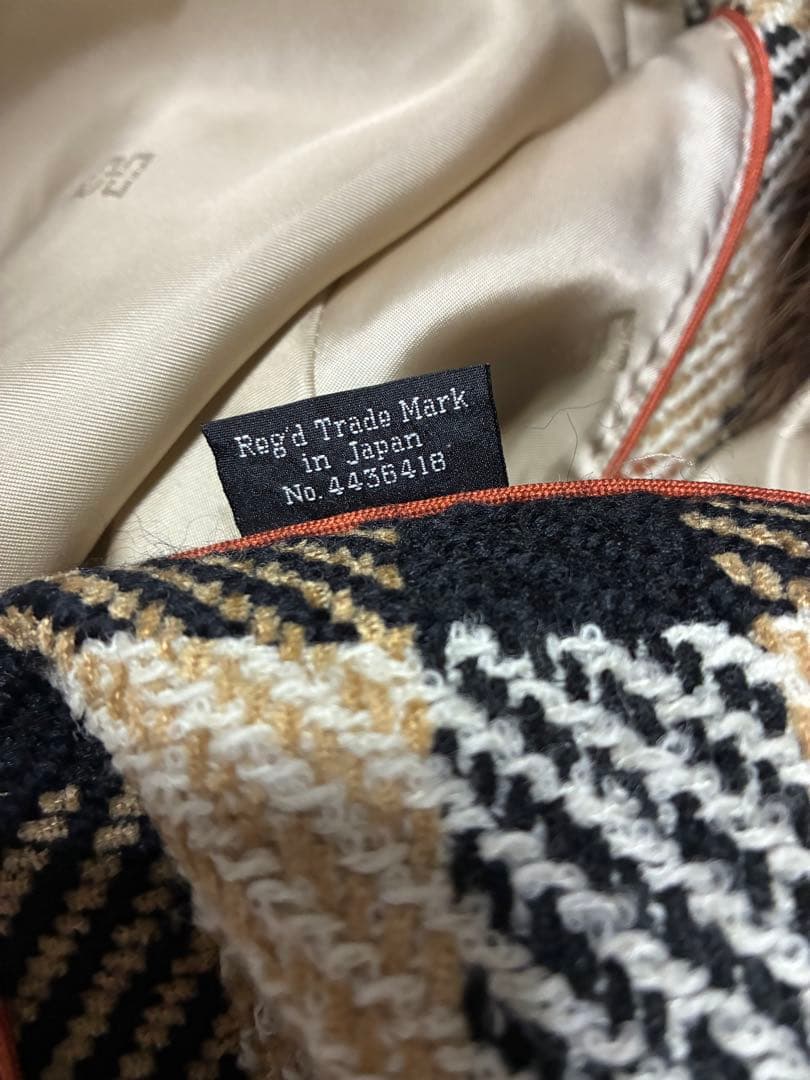 Reg'd Trade Mark
in Japan
No.4436418